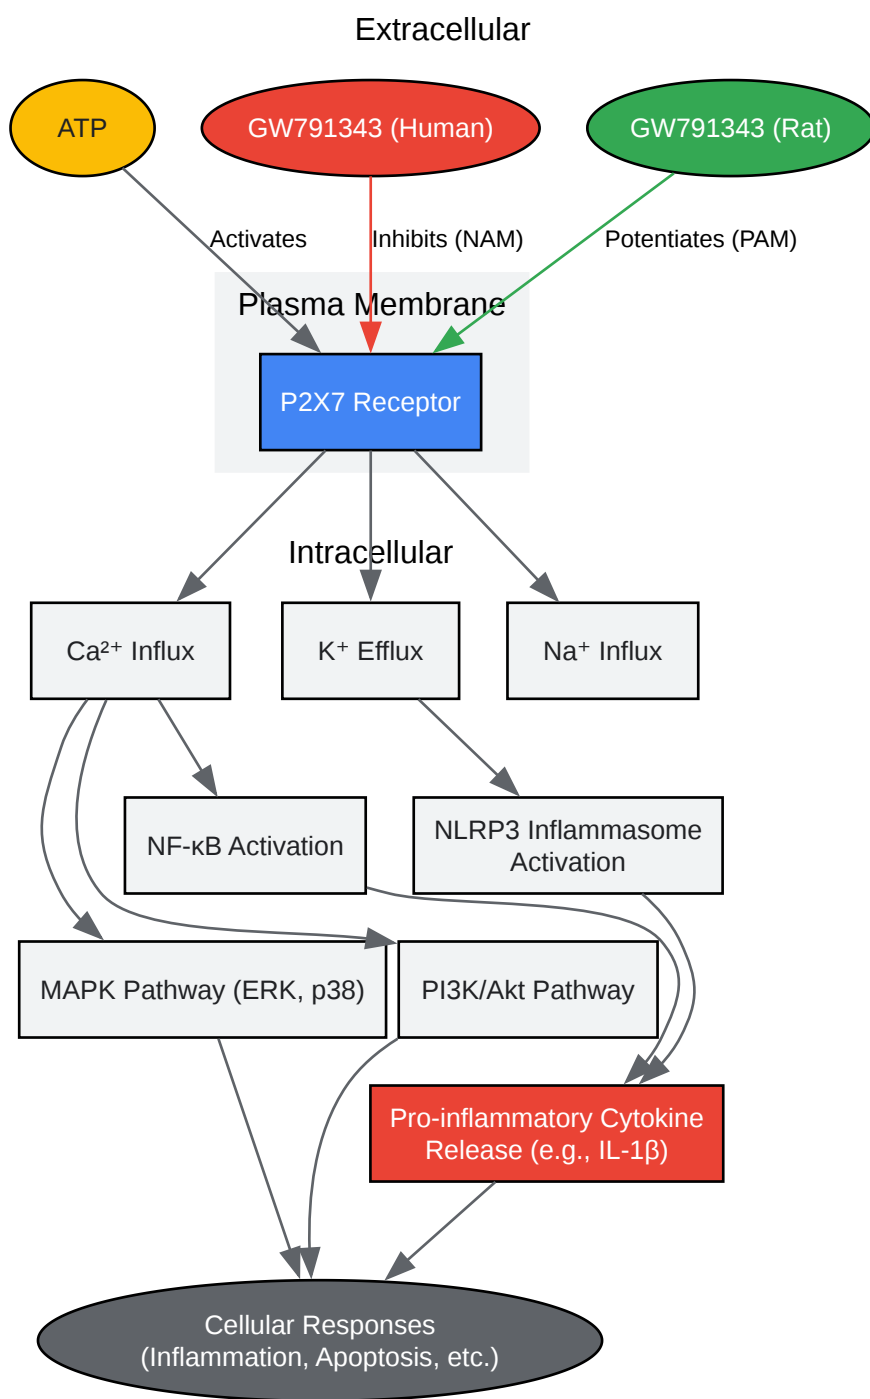 Extracellular
ATP
GW791343 (Human)
GW791343 (Rat)
Activates
Inhibits (NAM)
Potentiates (PAM)
Plasma Membrane
P2X7 Receptor
Intracellular
Ca²⁺ Influx
K⁺ Efflux
Na⁺ Influx
NF-κB Activation
NLRP3 Inflammasome
Activation
MAPK Pathway (ERK, p38)
PI3K/Akt Pathway
Pro-inflammatory Cytokine
Release (e.g., IL-1β)
Cellular Responses
(Inflammation, Apoptosis, etc.)